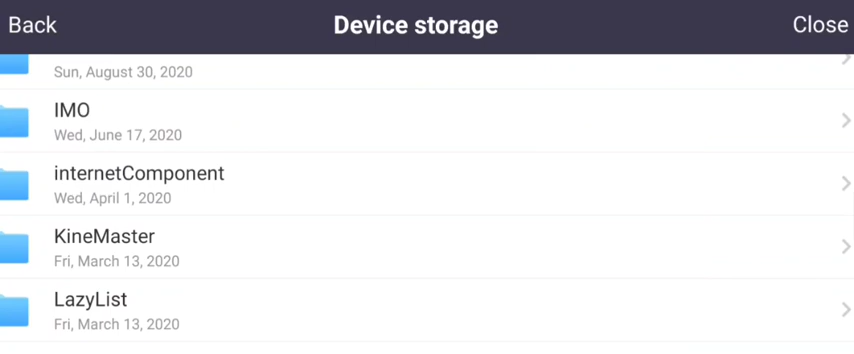 Back Device storage Close
Sun, August 30, 2020
IMO
Wed, June 17, 2020
internetComponent
Wed, April 1, 2020
KineMaster
Fri, March 13, 2020
LazyList
Fri, March 13, 2020